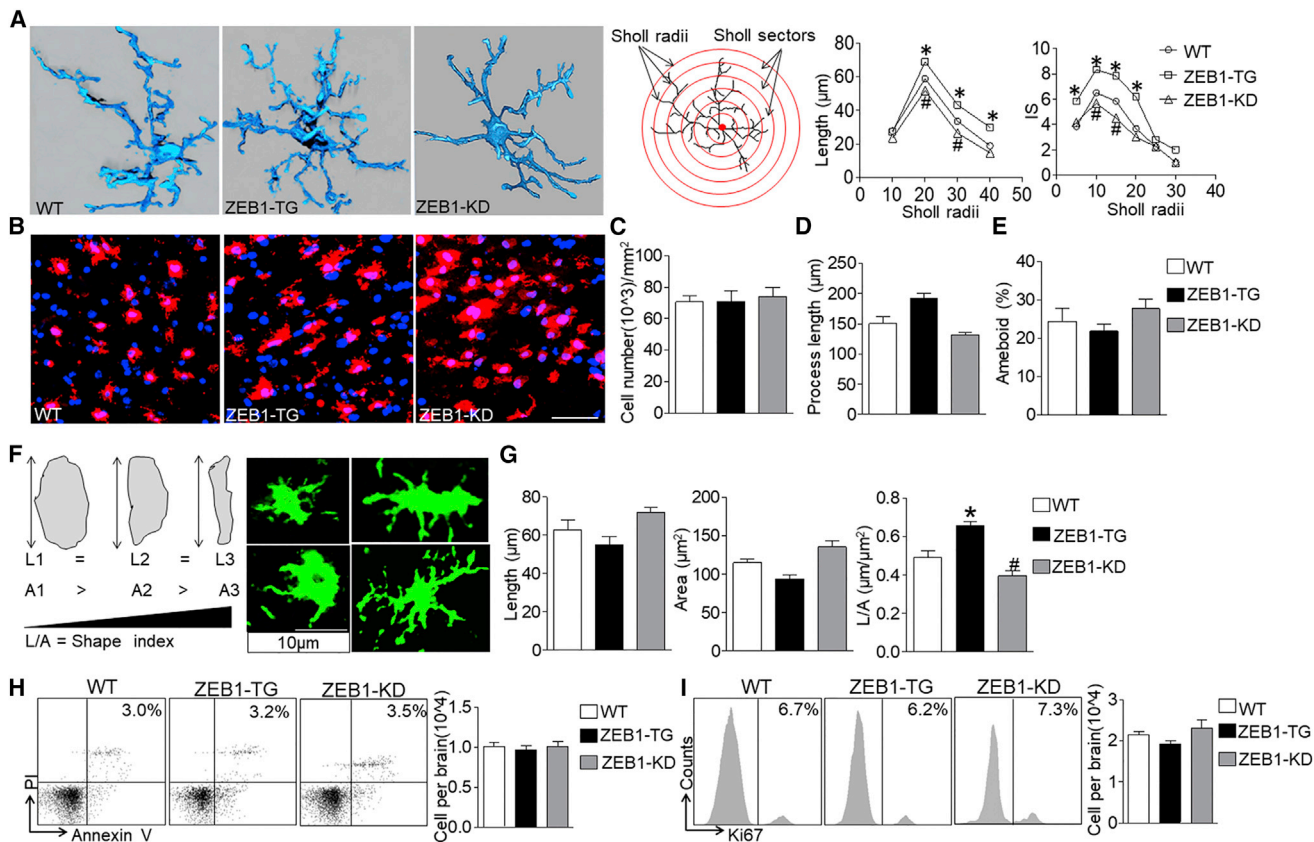 A
WT
ZEB1-TG
ZEB1-KD
Sholl radii
Sholl sectors
Length (µm)
80
60
40
20
0
* * *
# #
0 10 20 30 40 50
Sholl radii
IS
10
8
6
4
2
0
* * * *
# #
0 10 20 30 40
Sholl radii
WT
ZEB1-TG
ZEB1-KD
B
WT
ZEB1-TG
ZEB1-KD
C
Cell number(10^3)/mm²
100
80
60
40
20
0
D
Process length (µm)
250
200
150
100
50
0
E
Ameboid (%)
40
30
20
10
0
WT
ZEB1-TG
ZEB1-KD
F
L1 = L2 = L3
A1 > A2 > A3
L/A = Shape index
10µm
G
Length (µm)
80
60
40
20
0
Area (µm²)
200
150
100
50
0
L/A (µm/µm²)
0.8
0.6
0.4
0.2
0.0
*
#
WT
ZEB1-TG
ZEB1-KD
H
WT
ZEB1-TG
ZEB1-KD
3.0%
3.2%
3.5%
PI
Annexin V
Cell per brain(10^4)
1.5
1.0
0.5
0.0
WT
ZEB1-TG
ZEB1-KD
I
WT
ZEB1-TG
ZEB1-KD
6.7%
6.2%
7.3%
Counts
Ki67
Cell per brain(10^4)
3
2
1
0
WT
ZEB1-TG
ZEB1-KD